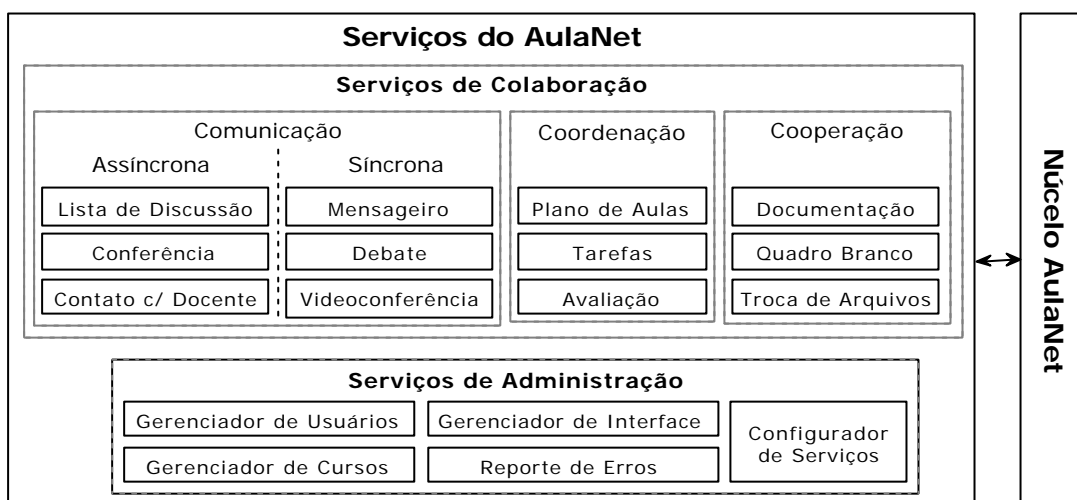 Serviços do AulaNet
Serviços de Colaboração
Comunicação
Assíncrona
Síncrona
Lista de Discussão
Mensageiro
Conferência
Debate
Contato c/ Docente
Videoconferência
Coordenação
Plano de Aulas
Tarefas
Avaliação
Cooperação
Documentação
Quadro Branco
Troca de Arquivos
Serviços de Administração
Gerenciador de Usuários
Gerenciador de Interface
Gerenciador de Cursos
Reporte de Erros
Configurador
de Serviços
Núcelo AulaNet